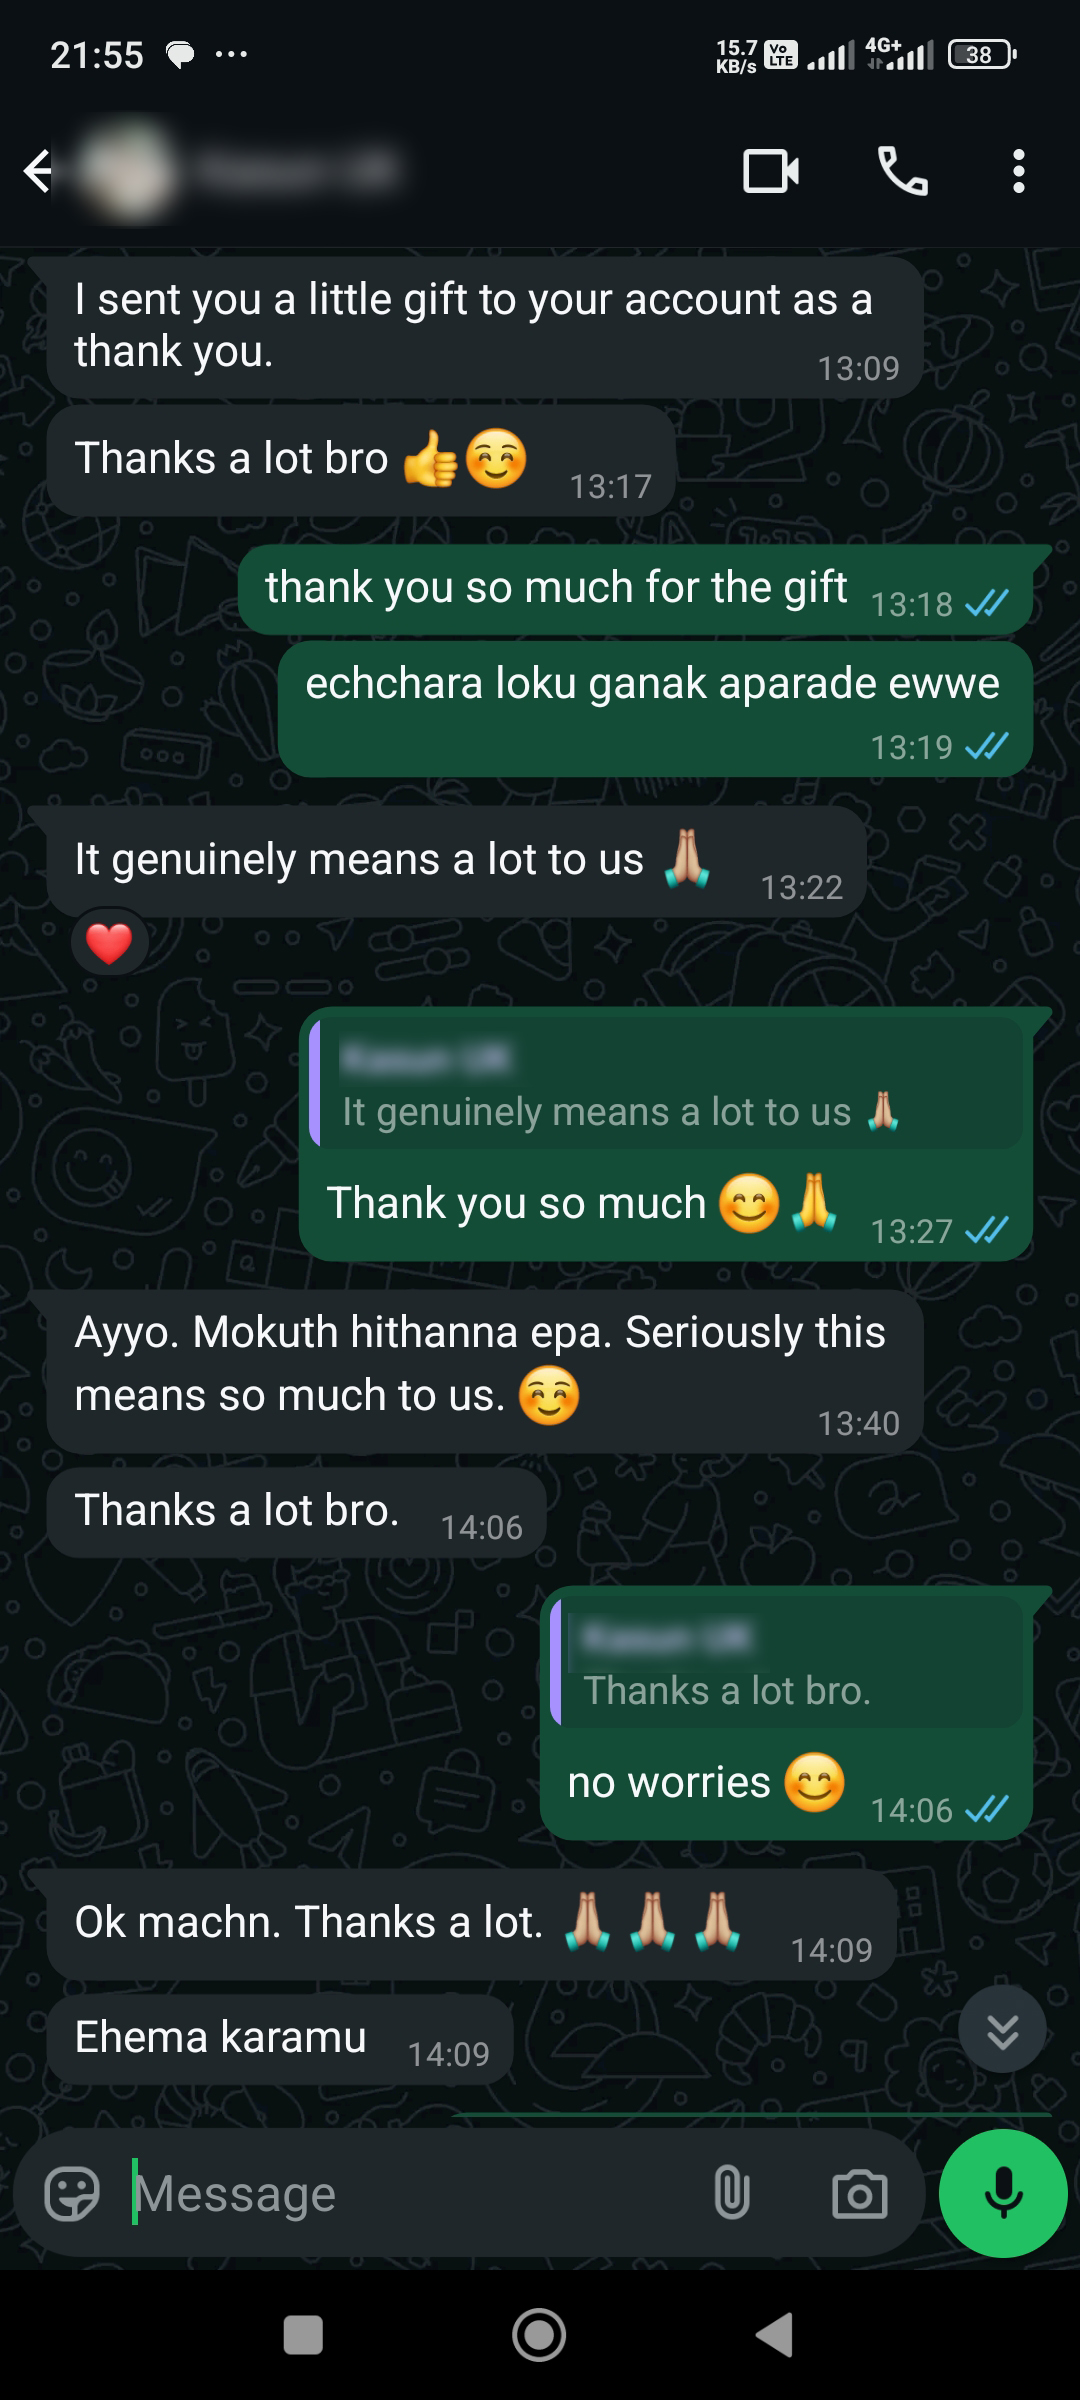 21:55
15.7
KB/s
Vo
LTE
4G+
38
I sent you a little gift to your account as a
thank you.
13:09
Thanks a lot bro 👍☺️
13:17
thank you so much for the gift
13:18
echchara loku ganak aparade ewwe
13:19
It genuinely means a lot to us 🙏🏼
13:22
❤️
It genuinely means a lot to us 🙏🏼
Thank you so much 😊🙏
13:27
Ayyo. Mokuth hithanna epa. Seriously this
means so much to us. ☺️
13:40
Thanks a lot bro.
14:06
Thanks a lot bro.
no worries 😊
14:06
Ok machn. Thanks a lot. 🙏🏼🙏🏼🙏🏼
14:09
Ehema karamu
14:09
Message